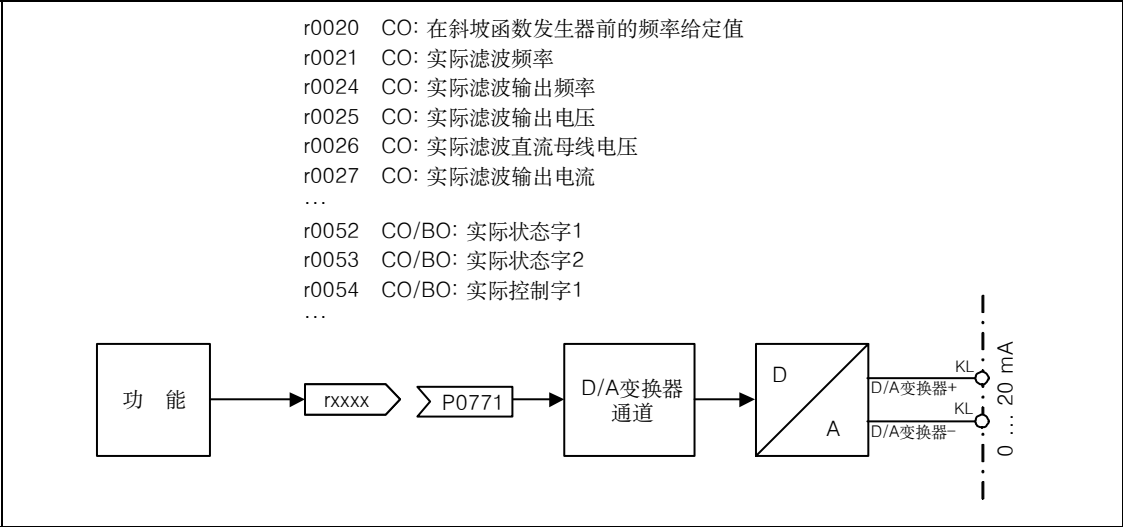 r0020 CO: 在斜坡函数发生器前的频率给定值
r0021 CO: 实际滤波频率
r0024 CO: 实际滤波输出频率
r0025 CO: 实际滤波输出电压
r0026 CO: 实际滤波直流母线电压
r0027 CO: 实际滤波输出电流
...
r0052 CO/BO: 实际状态字1
r0053 CO/BO: 实际状态字2
r0054 CO/BO: 实际控制字1
...
功 能
rxxxx
P0771
D/A变换器
通道
D
A
KL
D/A变换器+
KL
D/A变换器-
0 ... 20 mA